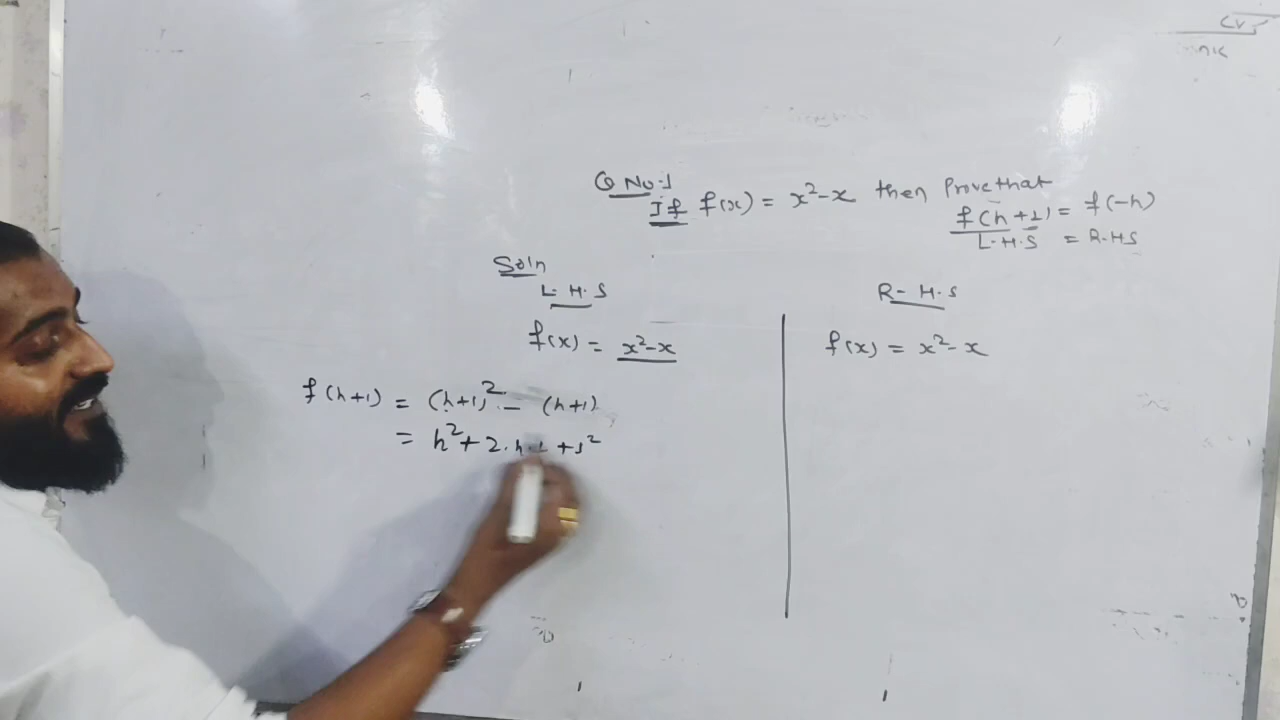 Q No.1
If f(x) = x²-x then Prove that
f(h+1) = f(-h)
L.H.S = R.H.S
Soln
L.H.S
f(x) = x²-x
f(h+1) = (h+1)² - (h+1)
= h² + 2.h.1 + 1²
R-H.S
f(x) = x²-x